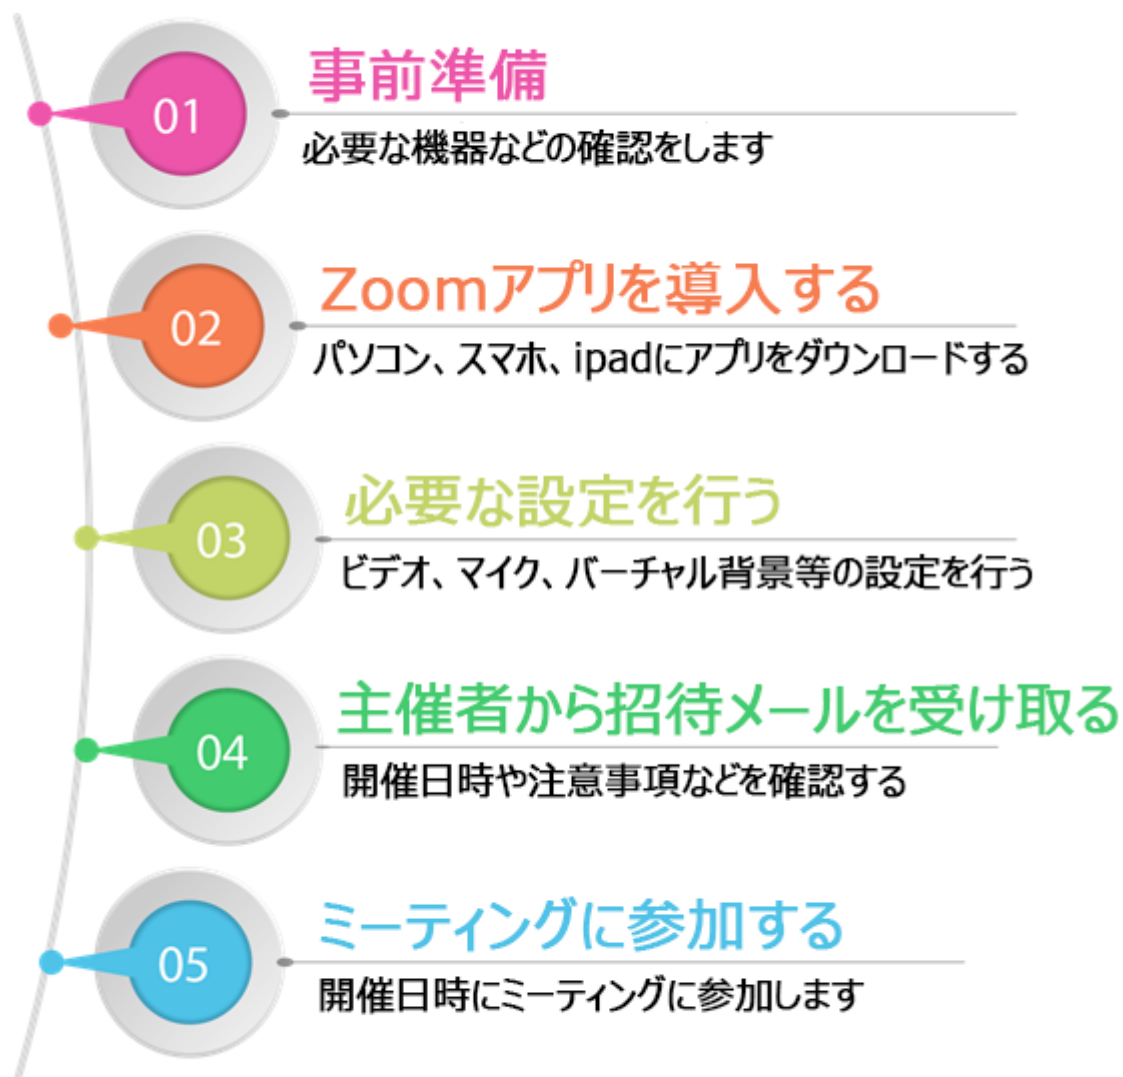 01
事前準備
必要な機器などの確認をします
02
Zoomアプリを導入する
パソコン、スマホ、ipadにアプリをダウンロードする
03
必要な設定を行う
ビデオ、マイク、バーチャル背景等の設定を行う
04
主催者から招待メールを受け取る
開催日時や注意事項などを確認する
05
ミーティングに参加する
開催日時にミーティングに参加します